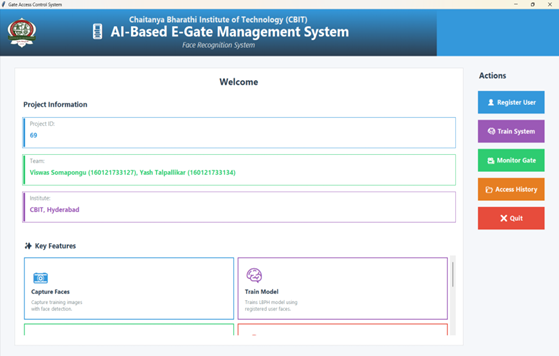 Gate Access Control System
Chaitanya Bharathi Institute of Technology (CBIT)
AI-Based E-Gate Management System
Face Recognition System
Welcome
Project Information
Project ID:
69
Team:
Viswas Somapongu (160121733127), Yash Talpallikar (160121733134)
Institute:
CBIT, Hyderabad
Key Features
Capture Faces
Capture training images
with face detection.
Train Model
Trains LBPH model using
registered user faces.
Actions
Register User
Train System
Monitor Gate
Access History
Quit